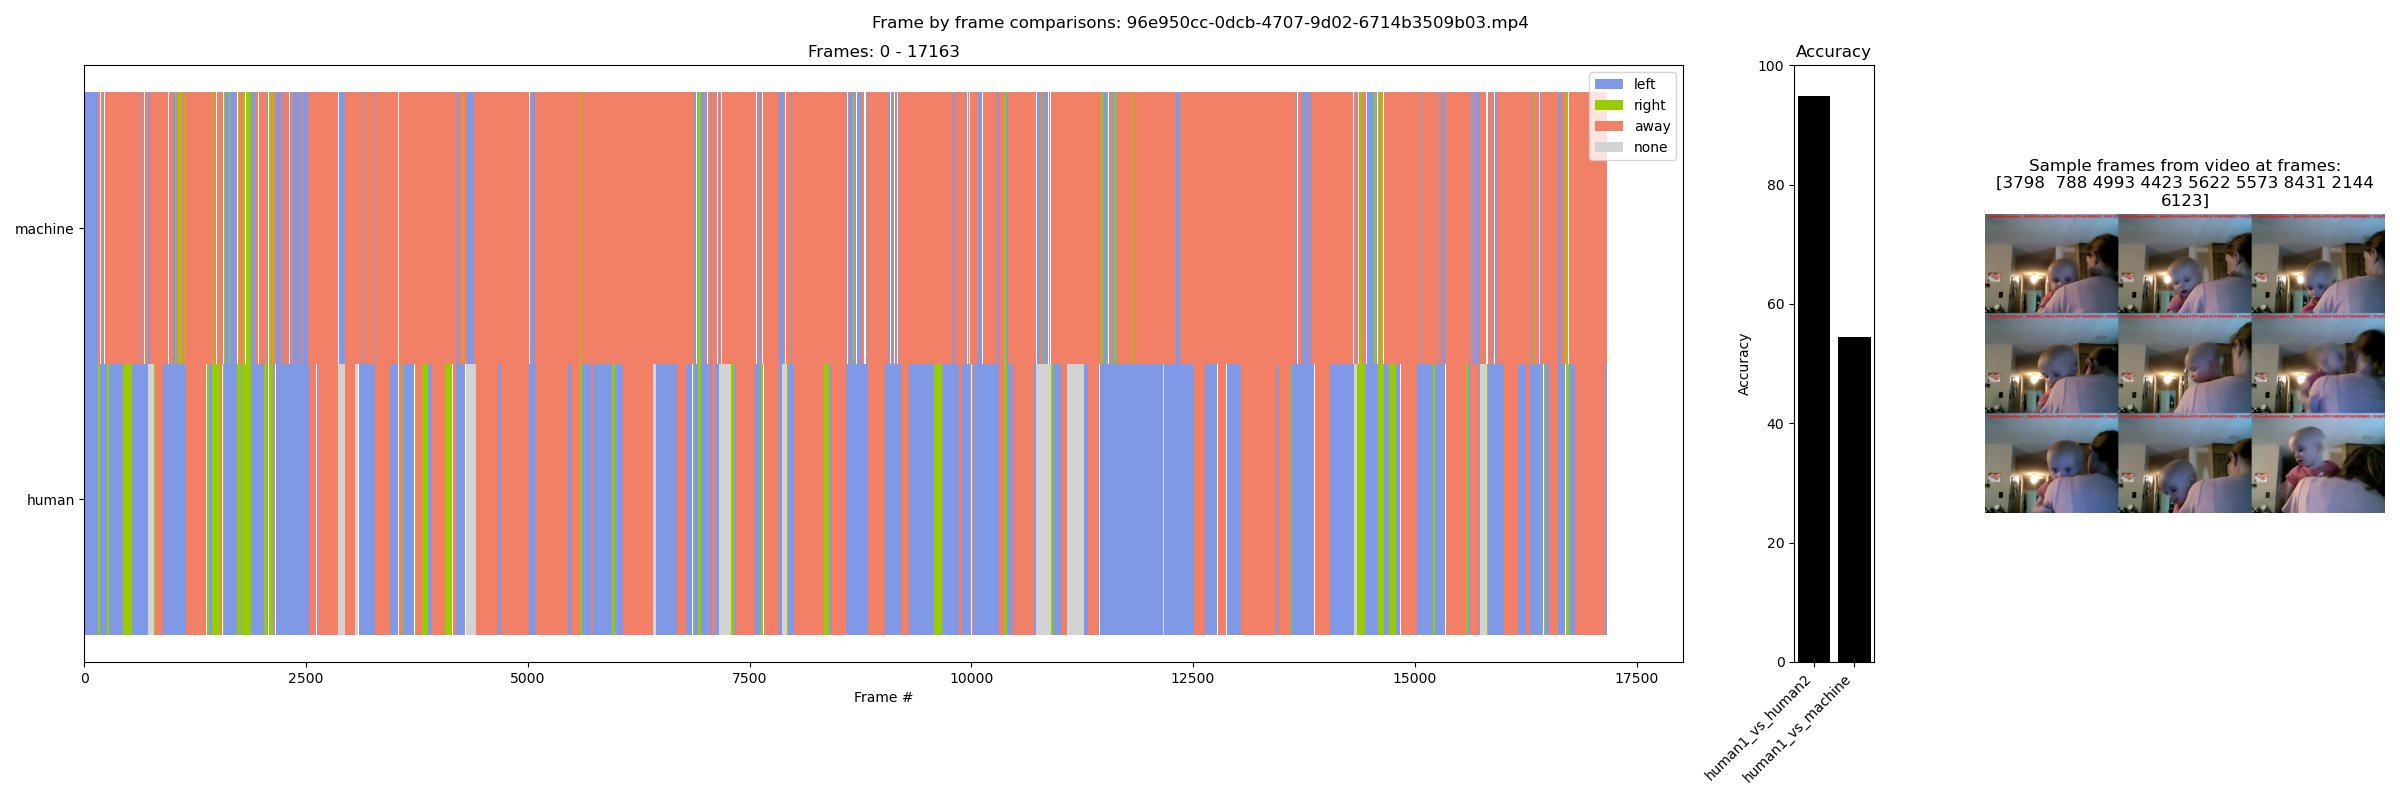 Frame by frame comparisons: 96e950cc-0dcb-4707-9d02-6714b3509b03.mp4
Frames: 0 - 17163
left
right
away
none
machine
human
0
2500
5000
7500
10000
12500
15000
17500
Frame #
Accuracy
100
80
60
40
20
0
Accuracy
human1_vs_human2
human1_vs_machine
Sample frames from video at frames:
[3798 788 4993 4423 5622 5573 8431 2144
6123]